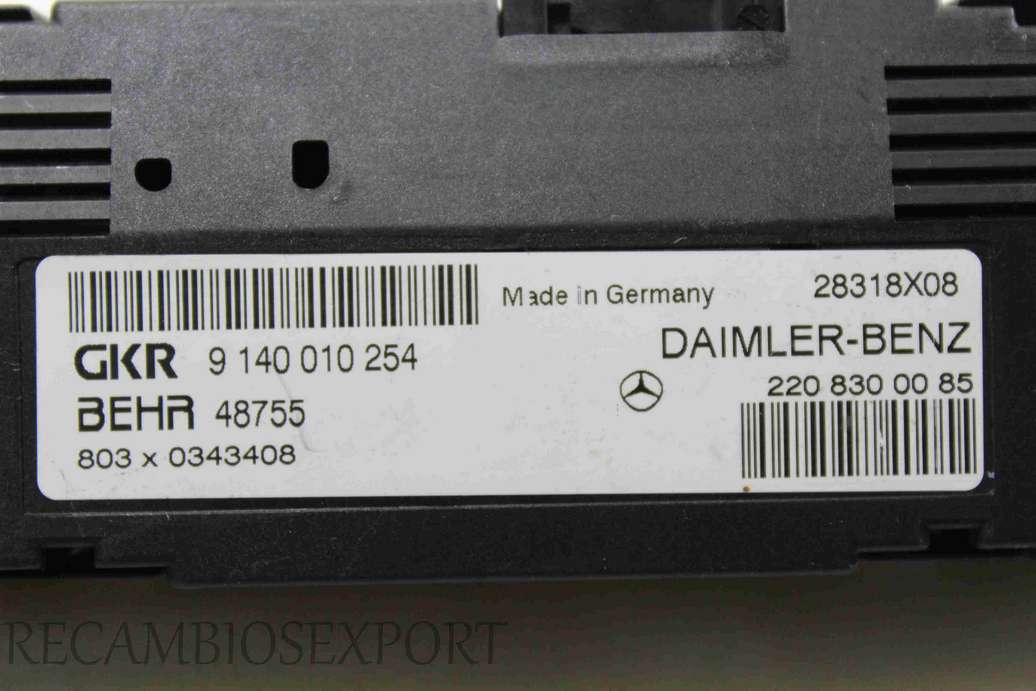 Made in Germany
28318X08
GKR 9 140 010 254
DAIMLER-BENZ
BEHR 48755
220 830 00 85
803 x 0343408
RECAMBIOSEXPORT